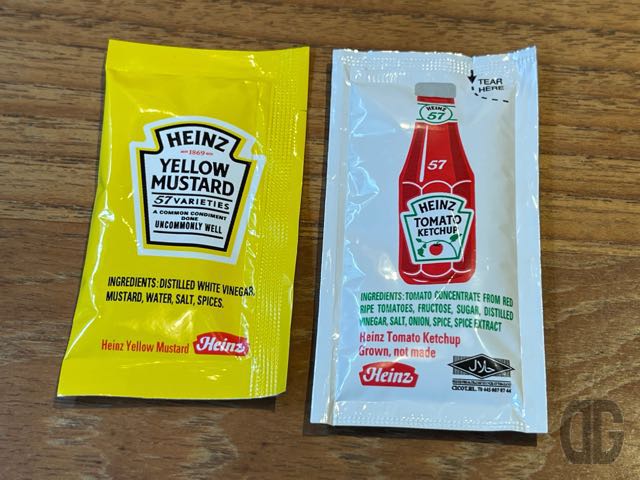 HEINZ
1869
YELLOW
MUSTARD
57 VARIETIES
A COMMON CONDIMENT
DONE
UNCOMMONLY WELL
INGREDIENTS: DISTILLED WHITE VINEGAR,
MUSTARD, WATER, SALT, SPICES.
Heinz Yellow Mustard Heinz
TEAR
HERE
HEINZ
57
57
HEINZ
TOMATO
KETCHUP
INGREDIENTS: TOMATO CONCENTRATE FROM RED
RIPE TOMATOES, FRUCTOSE, SUGAR, DISTILLED
VINEGAR, SALT, ONION, SPICE, SPICE EXTRACT
Heinz Tomato Ketchup
Grown, not made
Heinz
حلال
DG